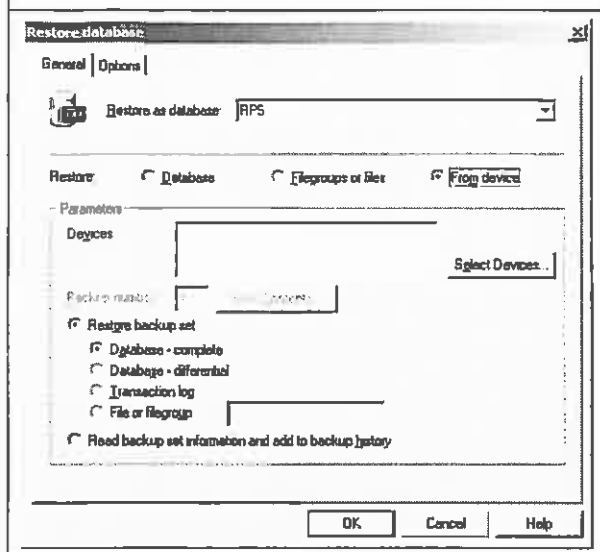 Restore database
General Options
Restore as database: RPS
Restore: Database Filegroups or files From device
Parameters
Devices
Select Devices...
Backup number
Restore backup set
Database - complete
Database - differential
Transaction log
File or filegroup
Read backup set information and add to backup history
OK Cancel Help